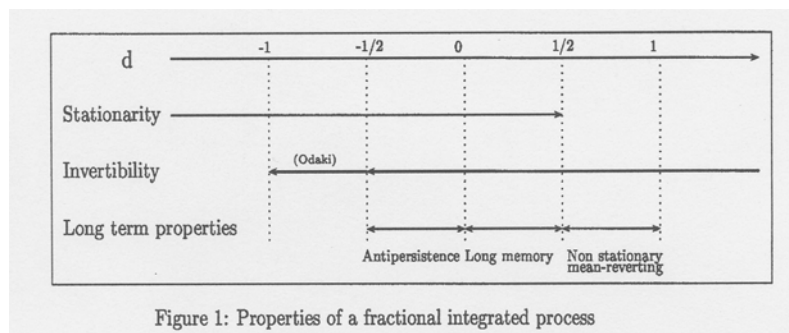 d -1 -1/2 0 1/2 1
Stationarity
(Odaki)
Invertibility
Long term properties
Antipersistence Long memory Non stationary
mean-reverting
Figure 1: Properties of a fractional integrated process